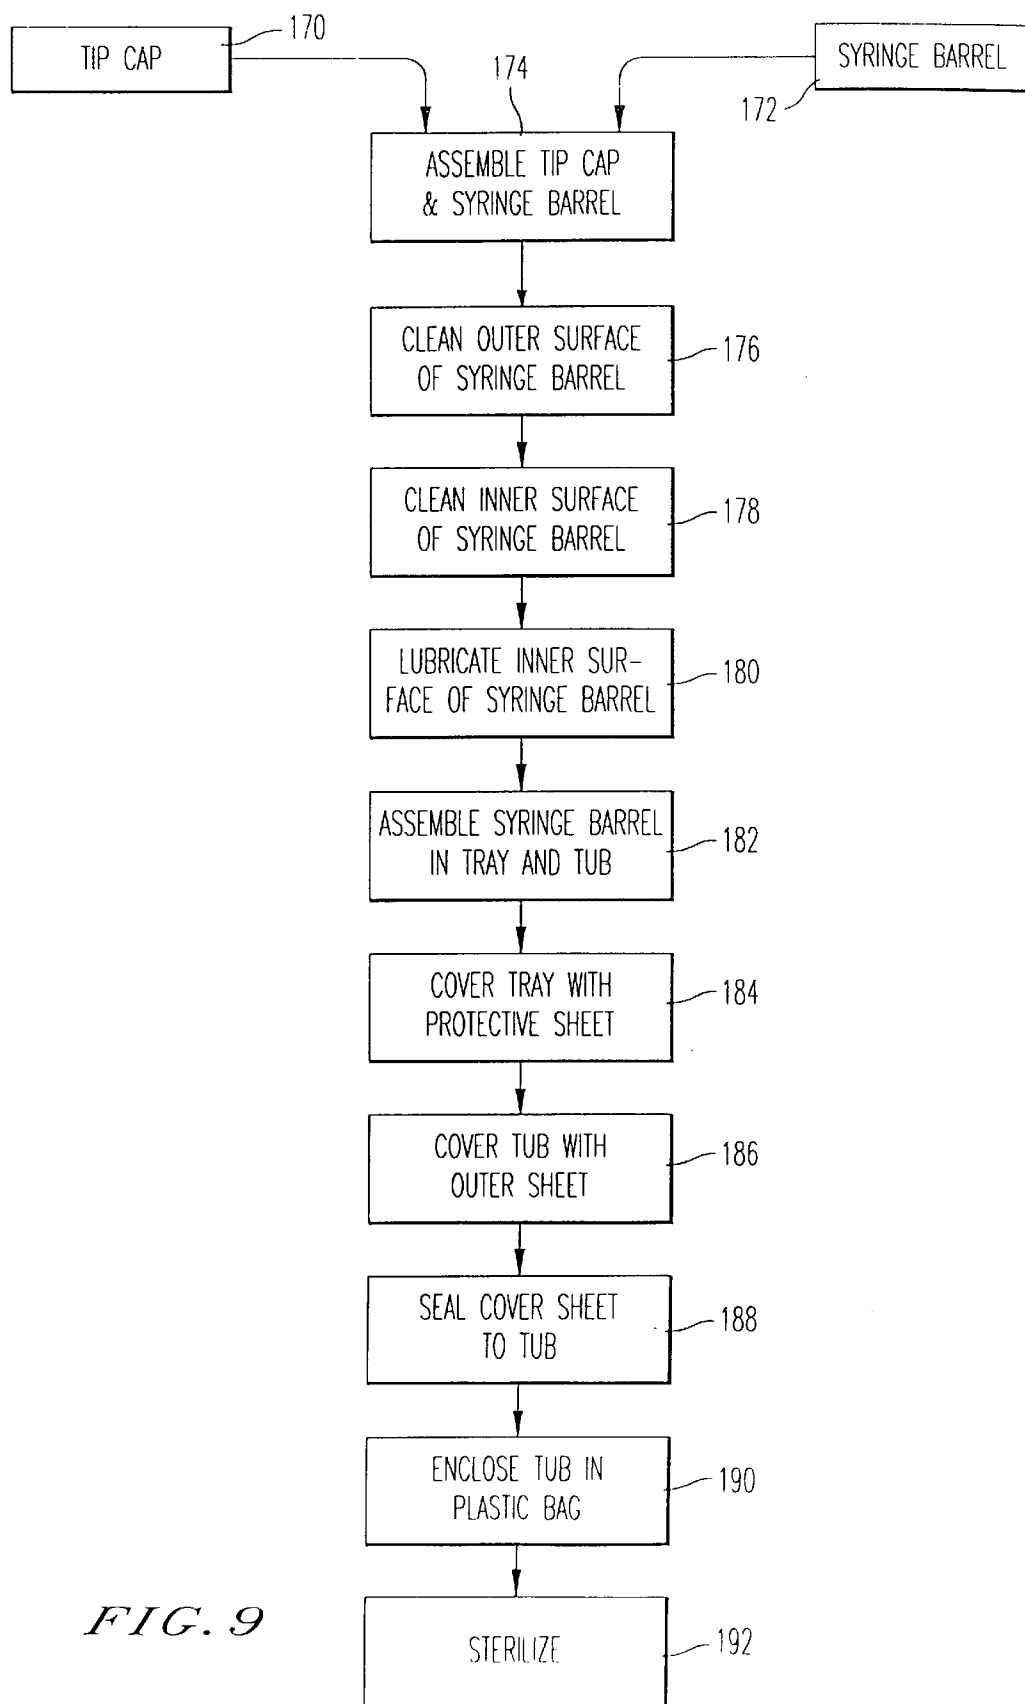 TIP CAP
170
SYRINGE BARREL
172
174
ASSEMBLE TIP CAP
& SYRINGE BARREL
CLEAN OUTER SURFACE
OF SYRINGE BARREL
176
CLEAN INNER SURFACE
OF SYRINGE BARREL
178
LUBRICATE INNER SUR-
FACE OF SYRINGE BARREL
180
ASSEMBLE SYRINGE BARREL
IN TRAY AND TUB
182
COVER TRAY WITH
PROTECTIVE SHEET
184
COVER TUB WITH
OUTER SHEET
186
SEAL COVER SHEET
TO TUB
188
ENCLOSE TUB IN
PLASTIC BAG
190
STERILIZE
192
FIG. 9